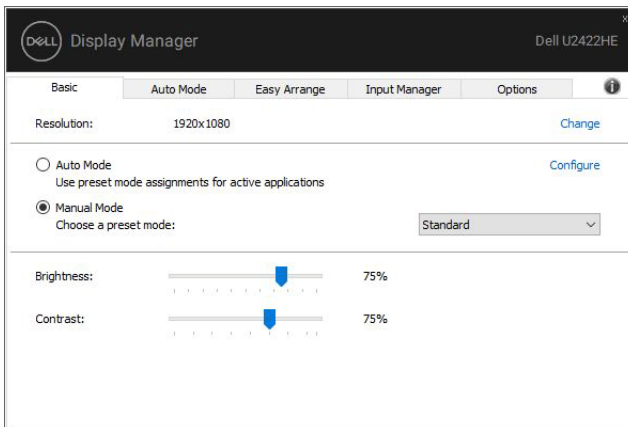 DELL Display Manager
Dell U2422HE
x
Basic Auto Mode Easy Arrange Input Manager Options i
Resolution: 1920x1080 Change
Auto Mode Configure
Use preset mode assignments for active applications
Manual Mode
Choose a preset mode: Standard
Brightness: 75%
Contrast: 75%